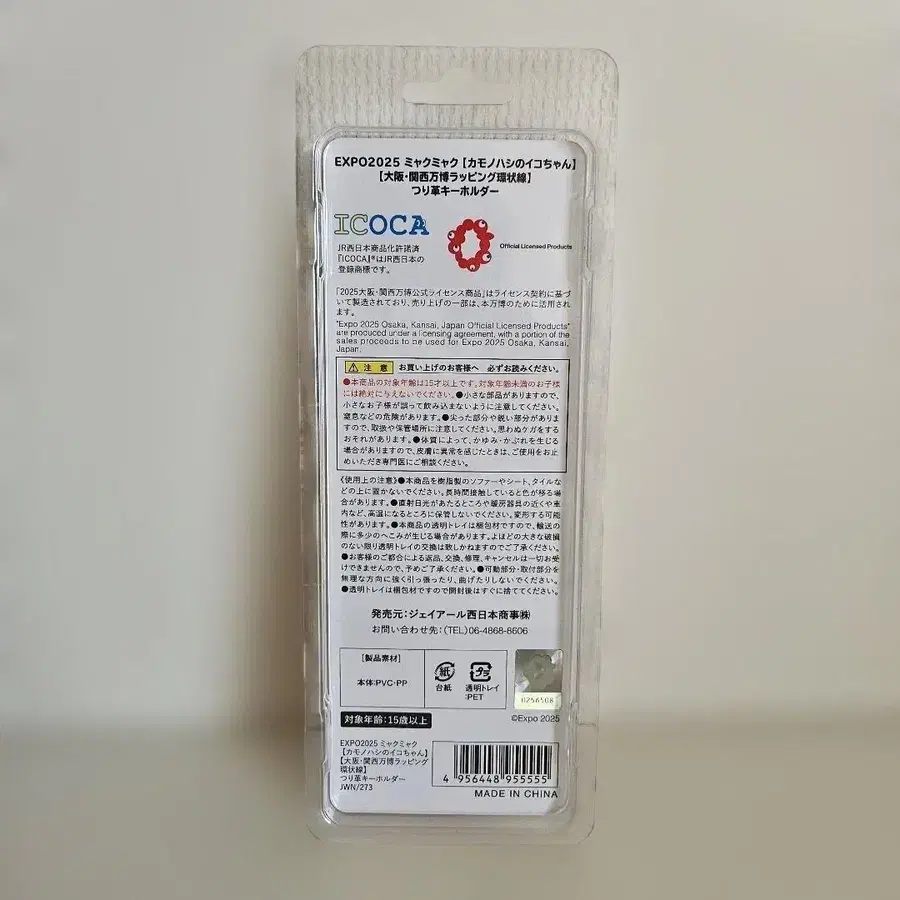 EXPO2025 ミャクミャク【カモノハシのイコちゃん】
【大阪・関西万博ラッピング環状線】
つり革キーホルダー
ICOCA
JR西日本商品化許諾済
『ICOCA』®はJR西日本の
登録商標です。
Official Licensed Products
「2025大阪・関西万博公式ライセンス商品」はライセンス契約に基づ
いて製造されており、売り上げの一部は、本万博のために活用され
ます。
"Expo 2025 Osaka, Kansai, Japan Official Licensed Products"
are produced under a licensing agreement, with a portion of the
sales proceeds to be used for Expo 2025 Osaka, Kansai,
Japan.
注 意 お買い上げのお客様へ 必ずお読みください。
●本商品の対象年齢は15才以上です。対象年齢未満のお子様
には絶対に与えないでください。●小さな部品がありますので、
小さなお子様が誤って飲み込まないように注意してください。
窒息などの危険があります。●尖った部分や鋭い部分がありま
すので、取扱や保管場所に注意してください。思わぬケガをする
おそれがあります。●体質によって、かゆみ・かぶれを生じる
場合がありますので、皮膚に異常を感じたときは、ご使用をお止
めいただき専門医にご相談ください。
〈使用上の注意〉●本商品を樹脂製のソファーやシート、タイルな
どの上に置かないでください。長時間接触していると色が移る場
合があります。●直射日光があたるところや暖房器具の近くや車
内など、高温になるところに保管しないでください。変形する可能
性があります。●本商品の透明トレイは梱包材ですので、輸送の
際に多少のへこみが生じる場合があります。よほどの大きな破損
のない限り透明トレイの交換は致しかねますのでご了承ください。
●お客様のご都合による返品、交換、修理、キャンセルは一切お受
けできませんので、予めご了承ください。●可動部分・取付部分を
無理な方向に強く引っ張ったり、曲げたりしないでください。
●透明トレイは梱包材ですので開封後はすぐに捨ててください。
発売元：ジェイアール西日本商事㈱
お問い合わせ先：(TEL)06-4868-8606
［製品素材］
本体:PVC・PP
紙
台紙
プラ
透明トレイ
:PET
0256508
©Expo 2025
対象年齢：15歳以上
EXPO2025 ミャクミャク
【カモノハシのイコちゃん】
【大阪・関西万博ラッピング
環状線】
つり革キーホルダー
JWN/273
4 956448 955555
MADE IN CHINA